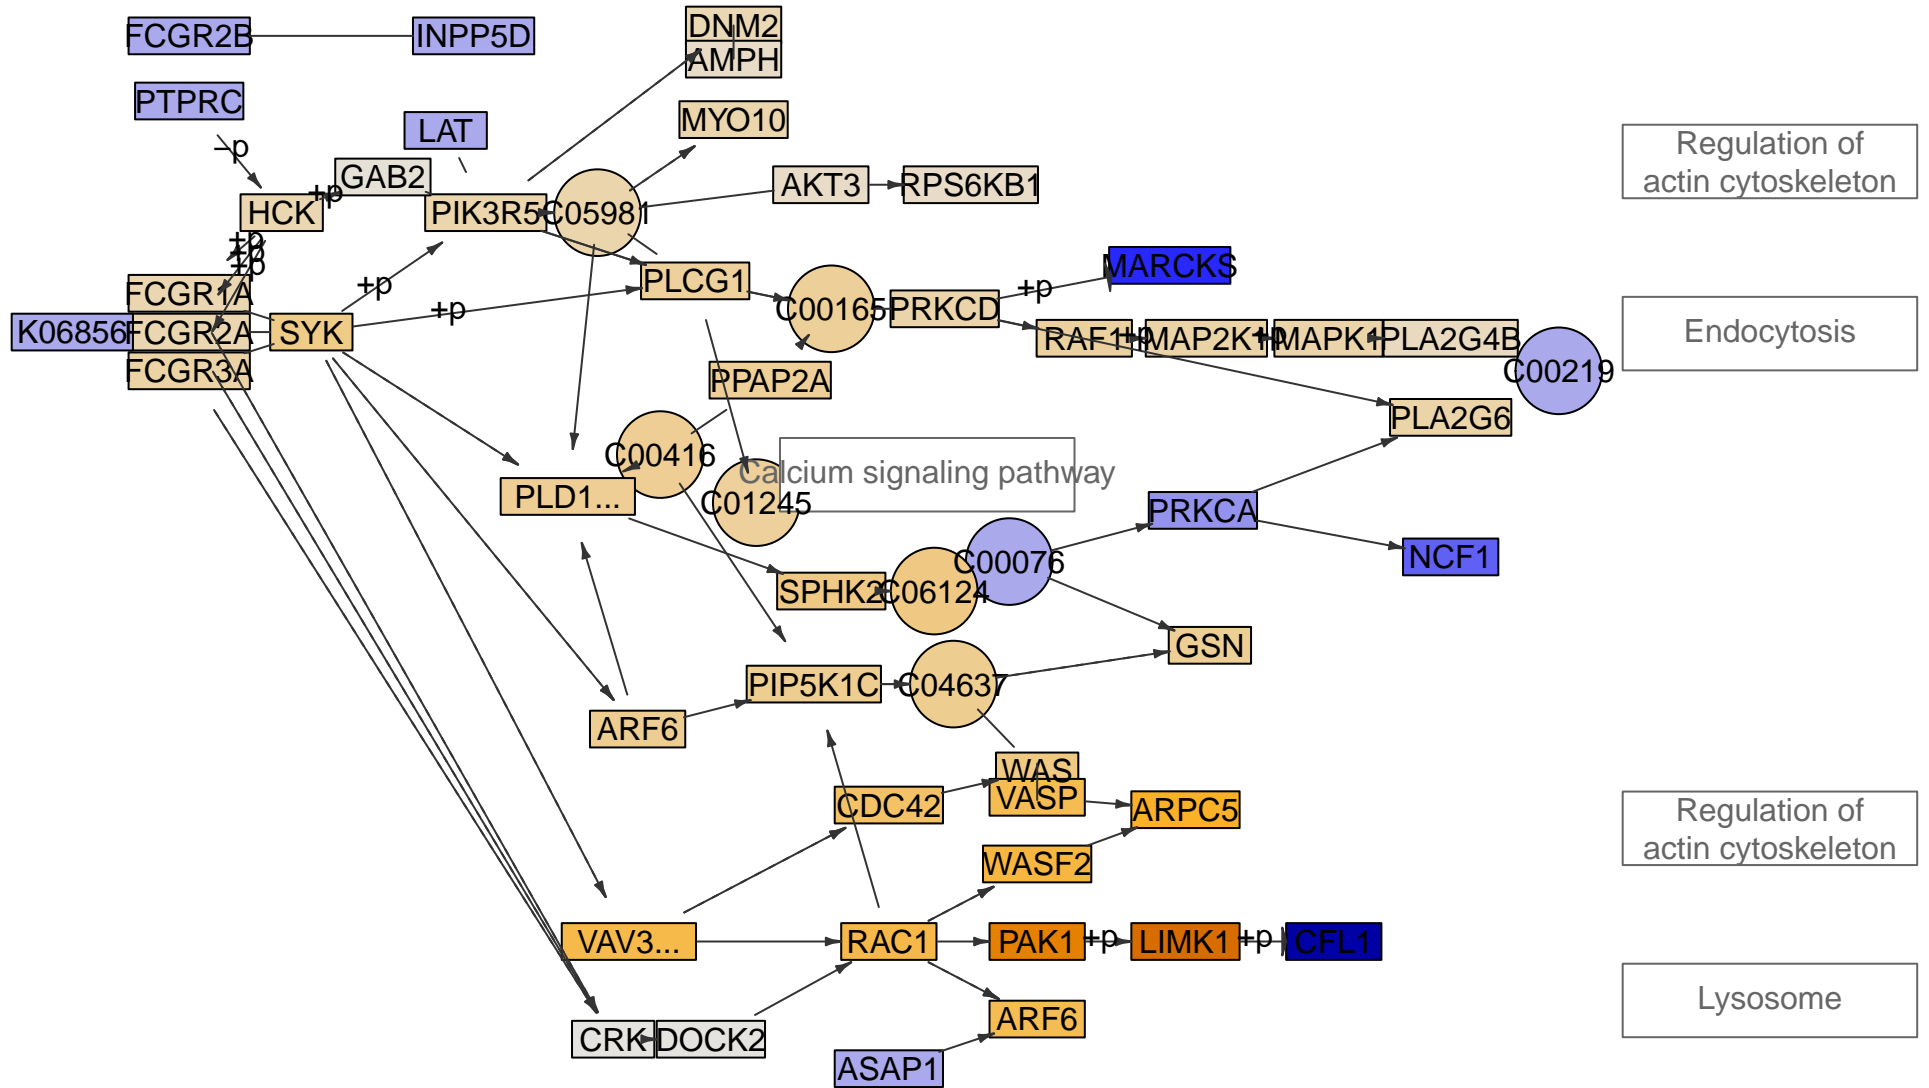 FCGR2B
INPP5D
DNM2
AMPH
PTPRC
LAT
MYO10
–p
GAB2
+p
HCK
PIK3R5
C05981
AKT3
RPS6KB1
Regulation of
actin cytoskeleton
+p
+p
+p
FCGR1A
+p
PLCG1
C00165
PRKCD
+p
MARCKS
K06856
FCGR2A
SYK
+p
RAF1
+p
MAP2K1
+p
MAPK1
PLA2G4B
C00219
Endocytosis
FCGR3A
PPAP2A
PLA2G6
C00416
Calcium signaling pathway
PLD1...
C01245
PRKCA
NCF1
C00076
SPHK2
C06124
GSN
PIP5K1C
C04637
ARF6
WAS
VASP
CDC42
ARPC5
Regulation of
actin cytoskeleton
WASF2
VAV3...
RAC1
PAK1
+p
LIMK1
+p
CFL1
Lysosome
ARF6
CRK
DOCK2
ASAP1